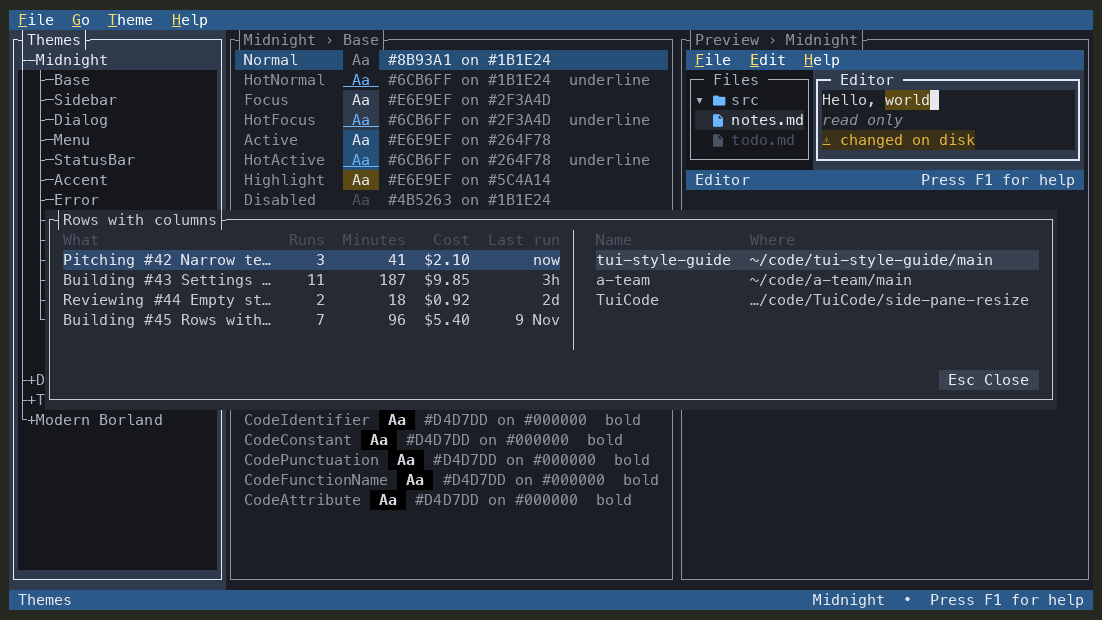 File Go Theme Help
Themes
Midnight
Base
Sidebar
Dialog
Menu
StatusBar
Accent
Error
+D
+T
+Modern Borland
Midnight › Base
Normal Aa #8B93A1 on #1B1E24
HotNormal Aa #6CB6FF on #1B1E24 underline
Focus Aa #E6E9EF on #2F3A4D
HotFocus Aa #6CB6FF on #2F3A4D underline
Active Aa #E6E9EF on #264F78
HotActive Aa #6CB6FF on #264F78 underline
Highlight Aa #E6E9EF on #5C4A14
Disabled Aa #4B5263 on #1B1E24
CodeIdentifier Aa #D4D7DD on #000000 bold
CodeConstant Aa #D4D7DD on #000000 bold
CodePunctuation Aa #D4D7DD on #000000 bold
CodeFunctionName Aa #D4D7DD on #000000 bold
CodeAttribute Aa #D4D7DD on #000000 bold
Preview › Midnight
File Edit Help
Files
▾ src
notes.md
todo.md
Editor
Hello, world
read only
⚠ changed on disk
Editor Press F1 for help
Rows with columns
What Runs Minutes Cost Last run
Pitching #42 Narrow te… 3 41 $2.10 now
Building #43 Settings … 11 187 $9.85 3h
Reviewing #44 Empty st… 2 18 $0.92 2d
Building #45 Rows with… 7 96 $5.40 9 Nov
Name Where
tui-style-guide ~/code/tui-style-guide/main
a-team ~/code/a-team/main
TuiCode …/code/TuiCode/side-pane-resize
Esc Close
Themes Midnight • Press F1 for help